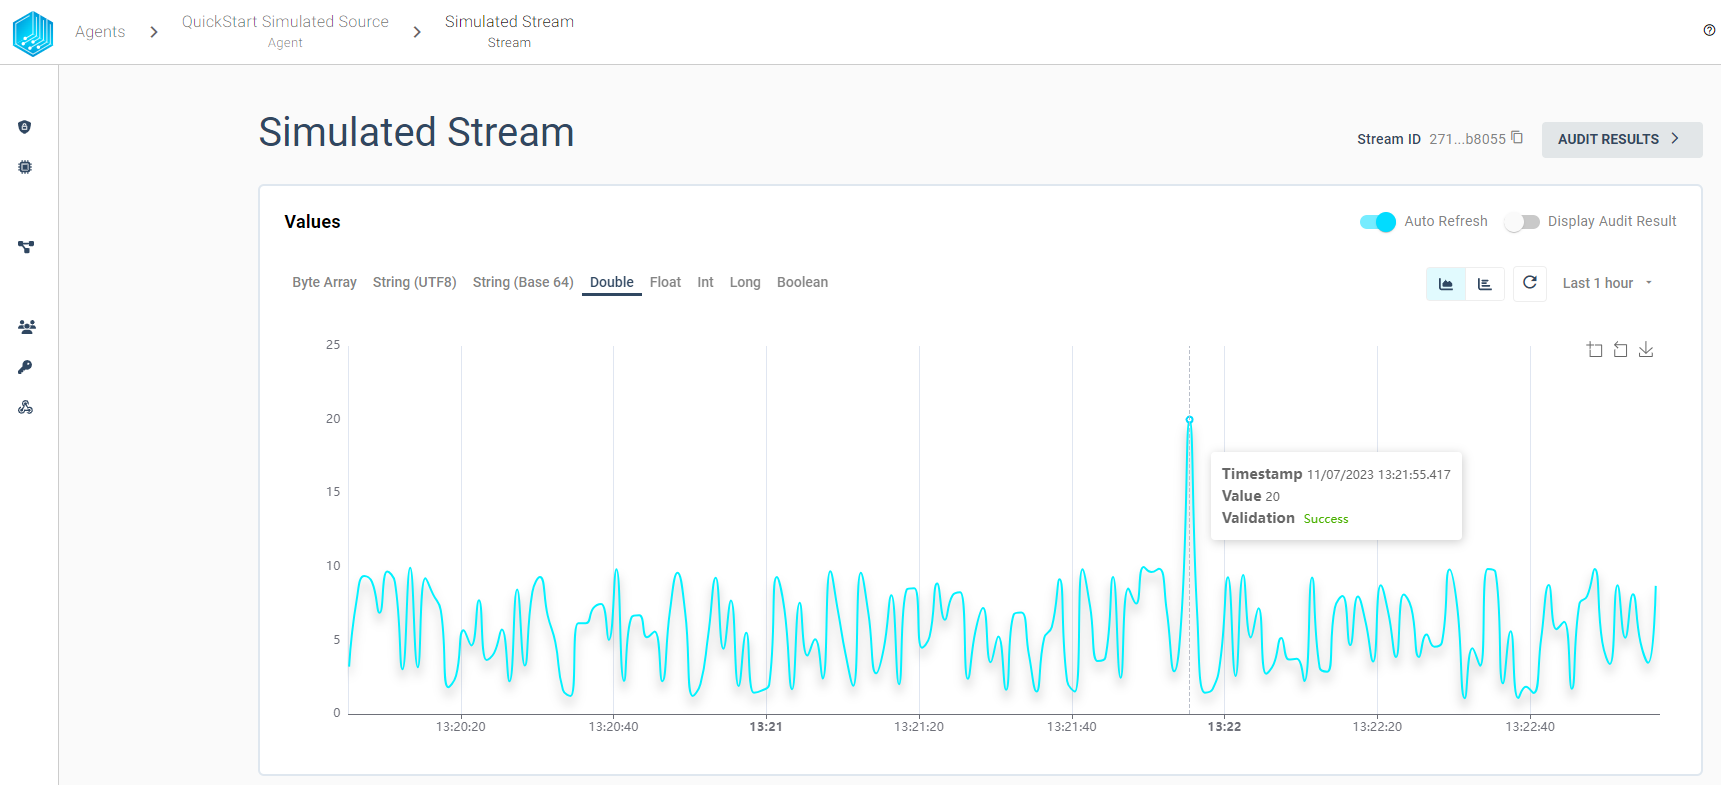 Agents
QuickStart Simulated Source
Agent
Simulated Stream
Stream
Simulated Stream
Stream ID 271...b8055
AUDIT RESULTS
Values
Auto Refresh
Display Audit Result
Byte Array String (UTF8) String (Base 64) Double Float Int Long Boolean
Last 1 hour
25
20
15
10
5
0
Timestamp 11/07/2023 13:21:55.417
Value 20
Validation Success
13:20:20 13:20:40 13:21 13:21:20 13:21:40 13:22 13:22:20 13:22:40